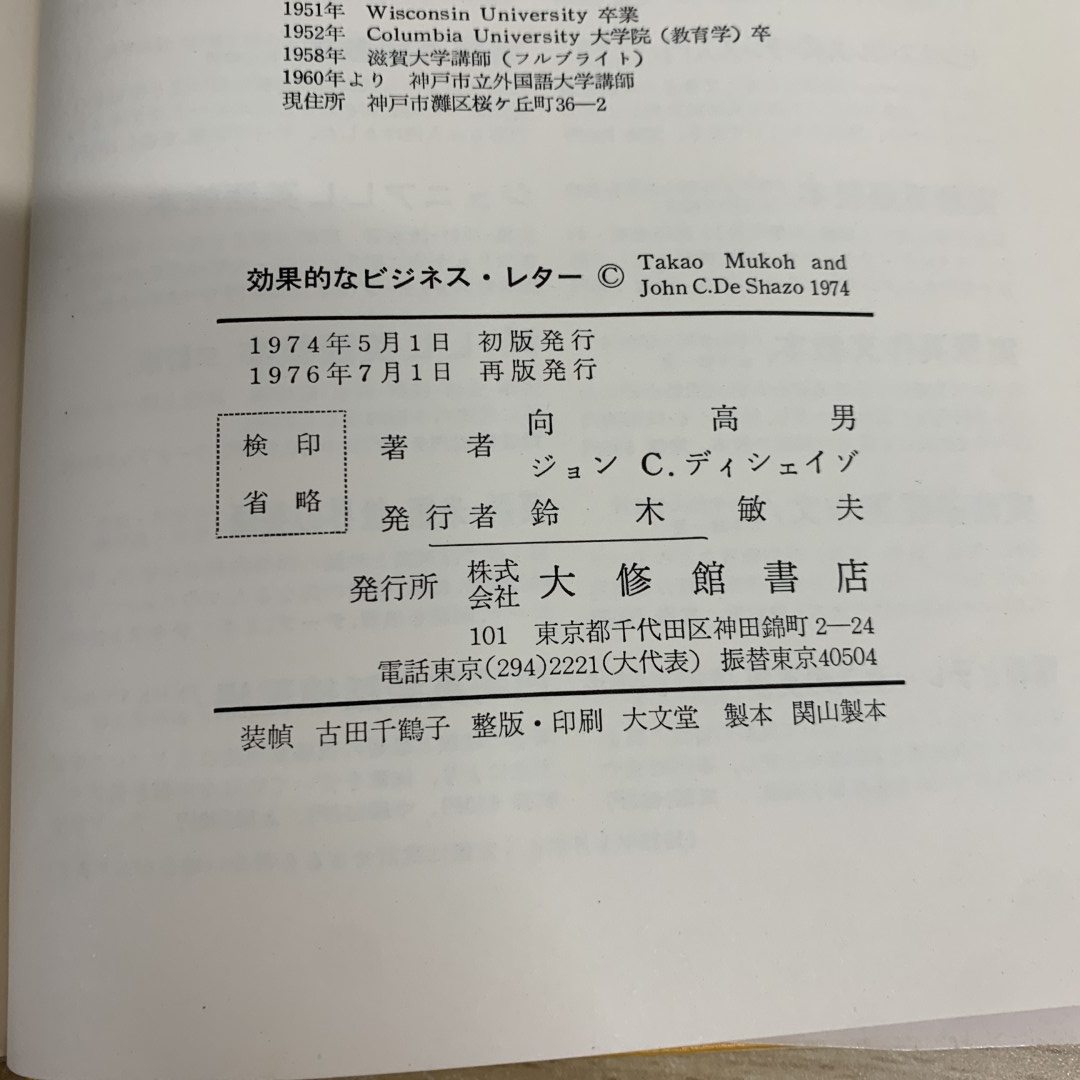 1951年 Wisconsin University 卒業
1952年 Columbia University 大学院（教育学）卒
1958年 滋賀大学講師（フルブライト）
1960年より 神戸市立外国語大学講師
現住所 神戸市灘区桜ケ丘町36—2
効果的なビジネス・レター © Takao Mukoh and
John C.De Shazo 1974
1974年5月1日 初版発行
1976年7月1日 再版発行
検印
省略
著者 向高男
ジョン C.ディシェイゾ
発行者 鈴木敏夫
発行所 株式会社 大修館書店
101 東京都千代田区神田錦町2—24
電話東京(294)2221(大代表) 振替東京40504
装幀 古田千鶴子 整版・印刷 大文堂 製本 関山製本